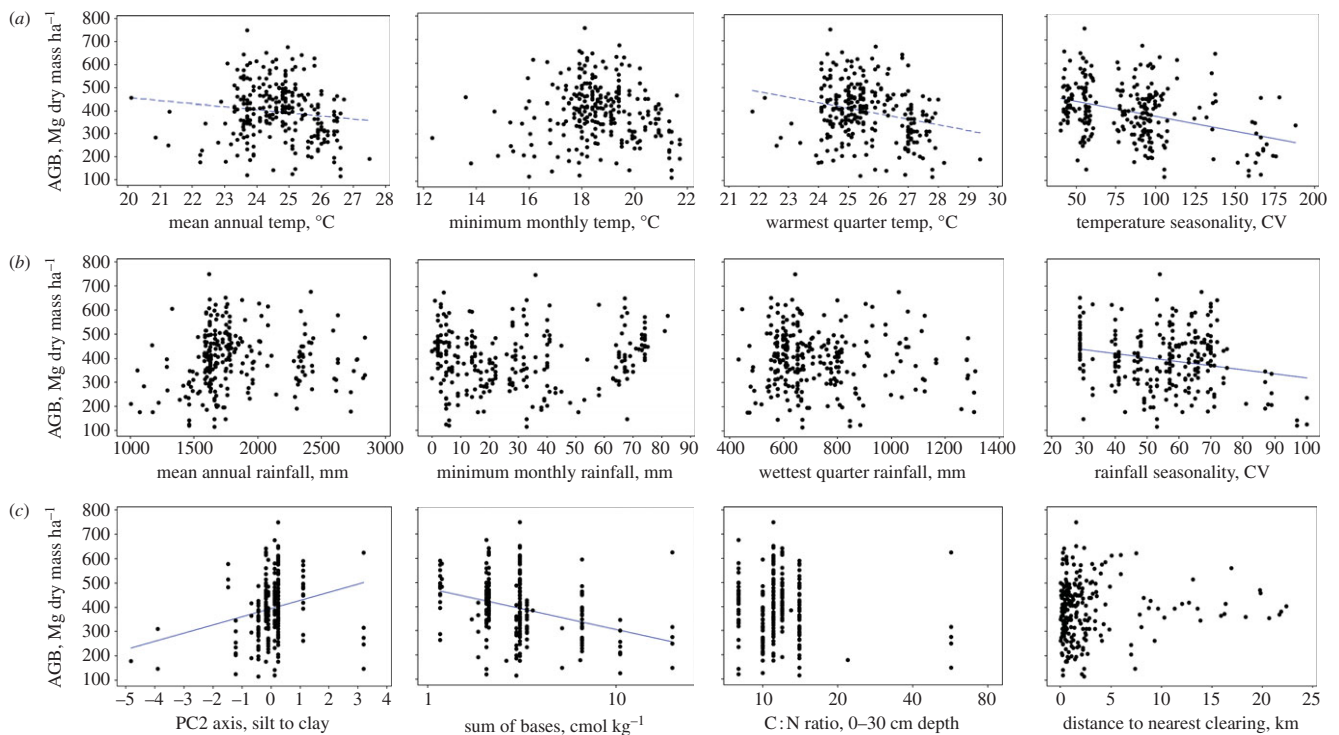 (a)
AGB, Mg dry mass ha⁻¹
800
700
600
500
400
300
200
100
20 21 22 23 24 25 26 27 28
mean annual temp, °C
12 14 16 18 20 22
minimum monthly temp, °C
21 22 23 24 25 26 27 28 29 30
warmest quarter temp, °C
50 75 100 125 150 175 200
temperature seasonality, CV
(b)
AGB, Mg dry mass ha⁻¹
800
700
600
500
400
300
200
100
1000 1500 2000 2500 3000
mean annual rainfall, mm
0 10 20 30 40 50 60 70 80 90
minimum monthly rainfall, mm
400 600 800 1000 1200 1400
wettest quarter rainfall, mm
20 30 40 50 60 70 80 90 100
rainfall seasonality, CV
(c)
AGB, Mg dry mass ha⁻¹
800
700
600
500
400
300
200
100
−5 −4 −3 −2 −1 0 1 2 3 4
PC2 axis, silt to clay
1 10
sum of bases, cmol kg⁻¹
10 20 40 80
C:N ratio, 0–30 cm depth
0 5 10 15 20 25
distance to nearest clearing, km